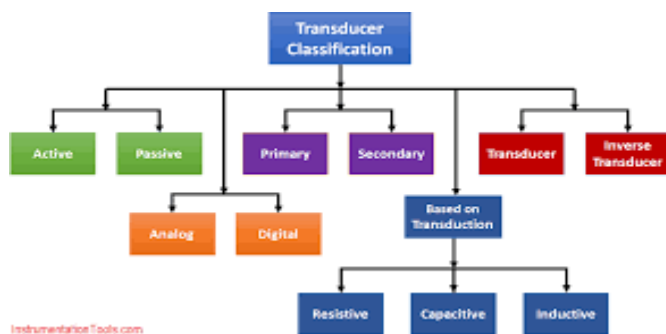 Transducer
Classification
Active
Passive
Primary
Secondary
Transducer
Inverse
Transducer
Analog
Digital
Based on
Transduction
Resistive
Capacitive
Inductive
InstrumentationTools.com